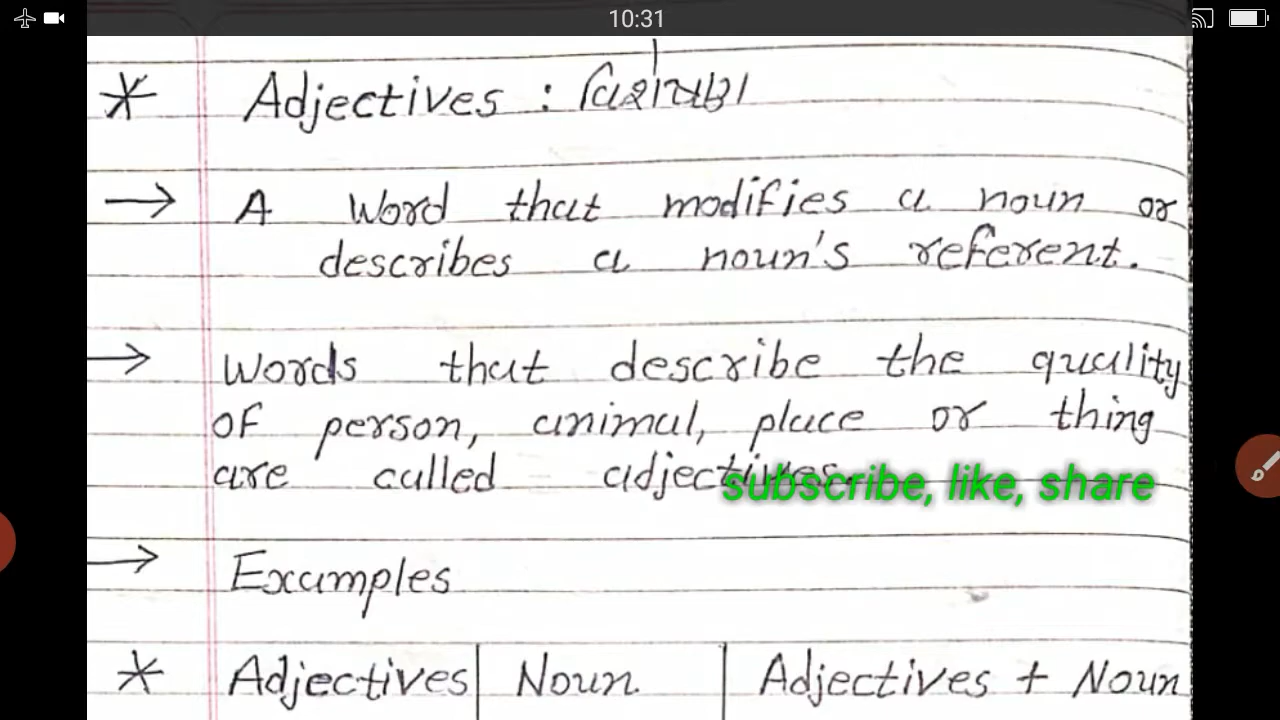 10:31
* Adjectives : વિશેષણ
→ A Word that modifies a noun or
describes a noun's referent.
→ Words that describe the quality
of person, animal, place or thing
are called adjectives
subscribe, like, share
→ Examples
* Adjectives | Noun | Adjectives + Noun